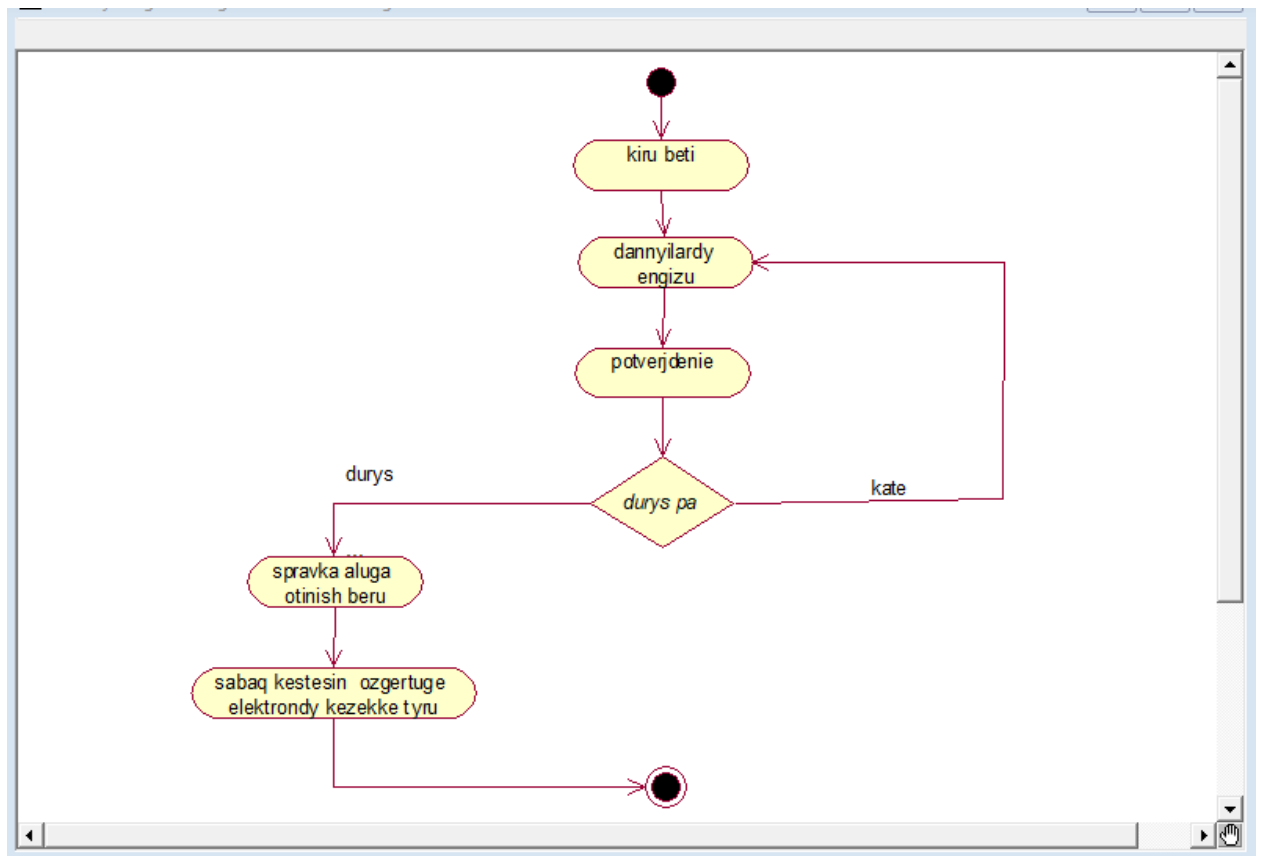 kiru beti
dannyilardy
engizu
potverjdenie
durys pa
durys
kate
...
spravka aluga
otinish beru
sabaq kestesin ozgertuge
elektrondy kezekke tyru